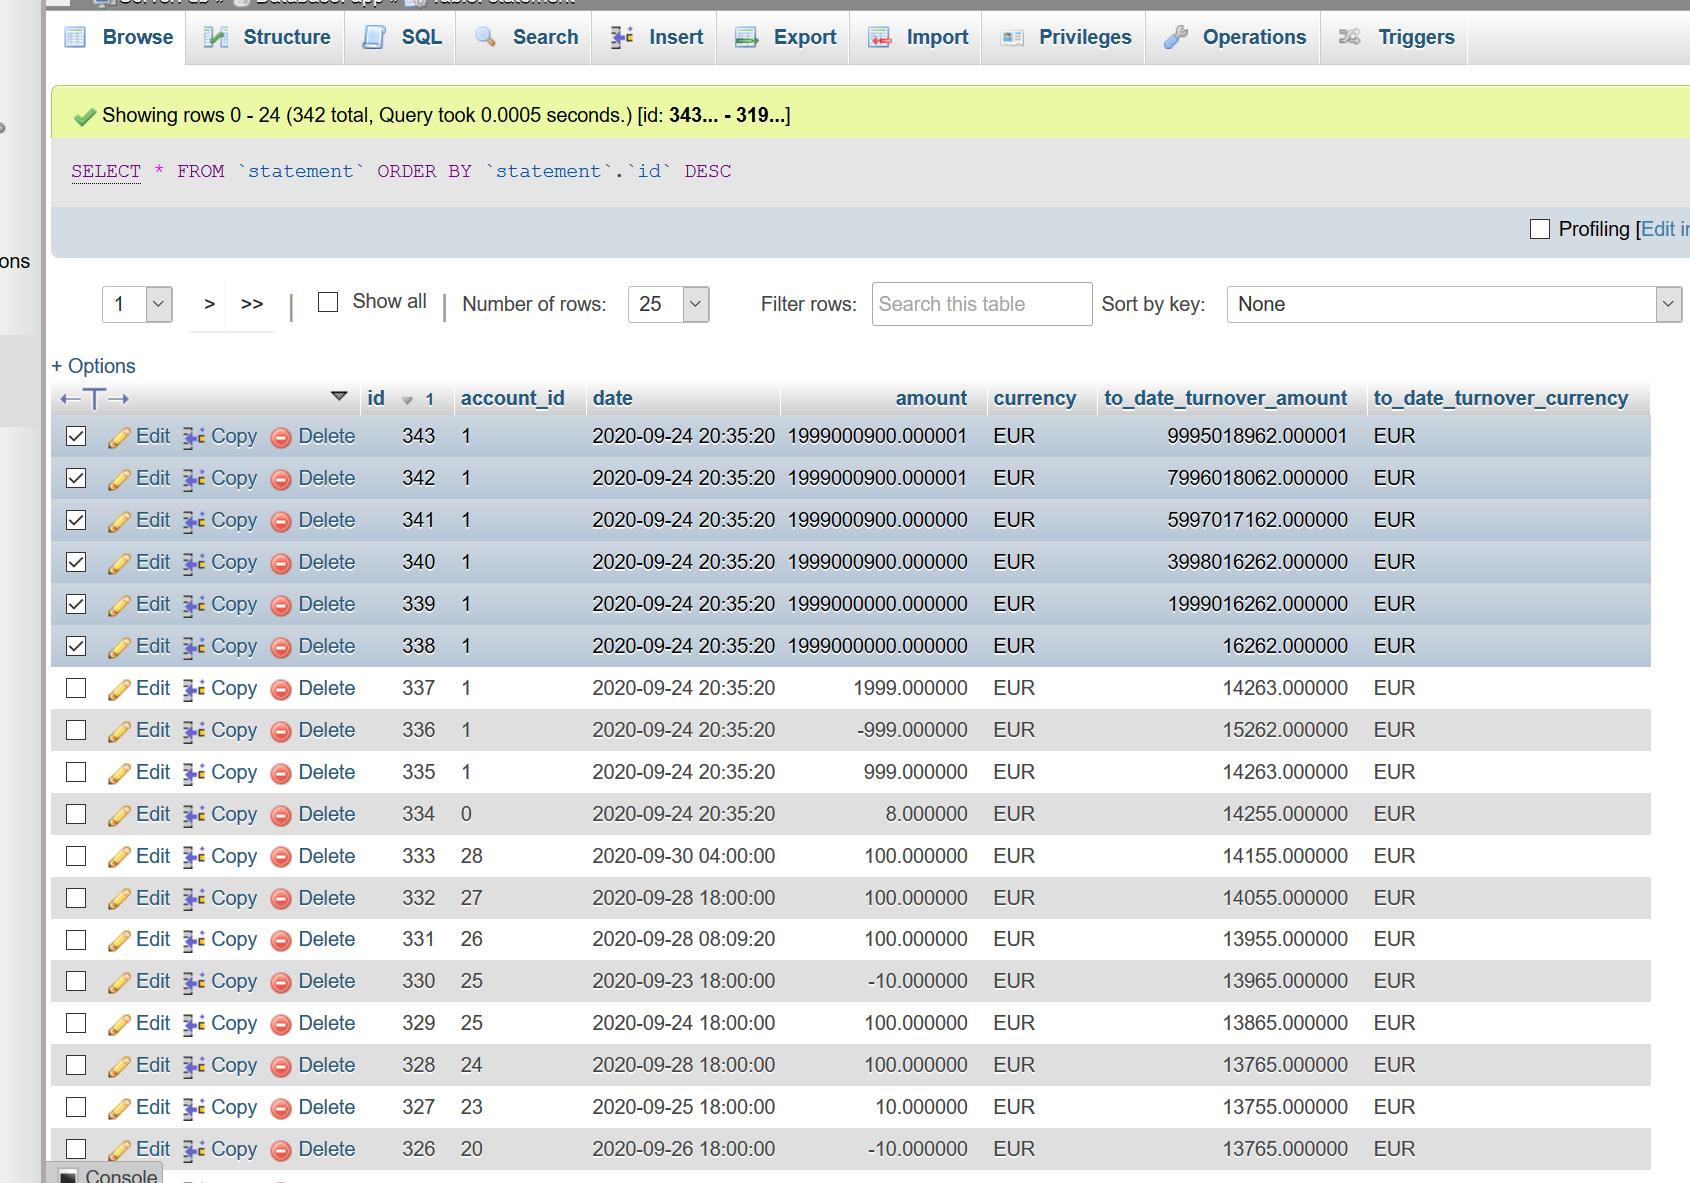 Server: db » Database: app » Table: statement
Browse Structure SQL Search Insert Export Import Privileges Operations Triggers
Showing rows 0 - 24 (342 total, Query took 0.0005 seconds.) [id: 343... - 319...]
SELECT * FROM `statement` ORDER BY `statement`.`id` DESC
Profiling [Edit in
ons
1 > >> | Show all | Number of rows: 25 Filter rows: Search this table Sort by key: None
+ Options
←T→ id 1 account_id date amount currency to_date_turnover_amount to_date_turnover_currency
Edit Copy Delete 343 1 2020-09-24 20:35:20 1999000900.000001 EUR 9995018962.000001 EUR
Edit Copy Delete 342 1 2020-09-24 20:35:20 1999000900.000001 EUR 7996018062.000000 EUR
Edit Copy Delete 341 1 2020-09-24 20:35:20 1999000900.000000 EUR 5997017162.000000 EUR
Edit Copy Delete 340 1 2020-09-24 20:35:20 1999000900.000000 EUR 3998016262.000000 EUR
Edit Copy Delete 339 1 2020-09-24 20:35:20 1999000000.000000 EUR 1999016262.000000 EUR
Edit Copy Delete 338 1 2020-09-24 20:35:20 1999000000.000000 EUR 16262.000000 EUR
Edit Copy Delete 337 1 2020-09-24 20:35:20 1999.000000 EUR 14263.000000 EUR
Edit Copy Delete 336 1 2020-09-24 20:35:20 -999.000000 EUR 15262.000000 EUR
Edit Copy Delete 335 1 2020-09-24 20:35:20 999.000000 EUR 14263.000000 EUR
Edit Copy Delete 334 0 2020-09-24 20:35:20 8.000000 EUR 14255.000000 EUR
Edit Copy Delete 333 28 2020-09-30 04:00:00 100.000000 EUR 14155.000000 EUR
Edit Copy Delete 332 27 2020-09-28 18:00:00 100.000000 EUR 14055.000000 EUR
Edit Copy Delete 331 26 2020-09-28 08:09:20 100.000000 EUR 13955.000000 EUR
Edit Copy Delete 330 25 2020-09-23 18:00:00 -10.000000 EUR 13965.000000 EUR
Edit Copy Delete 329 25 2020-09-24 18:00:00 100.000000 EUR 13865.000000 EUR
Edit Copy Delete 328 24 2020-09-28 18:00:00 100.000000 EUR 13765.000000 EUR
Edit Copy Delete 327 23 2020-09-25 18:00:00 10.000000 EUR 13755.000000 EUR
Edit Copy Delete 326 20 2020-09-26 18:00:00 -10.000000 EUR 13765.000000 EUR
Console